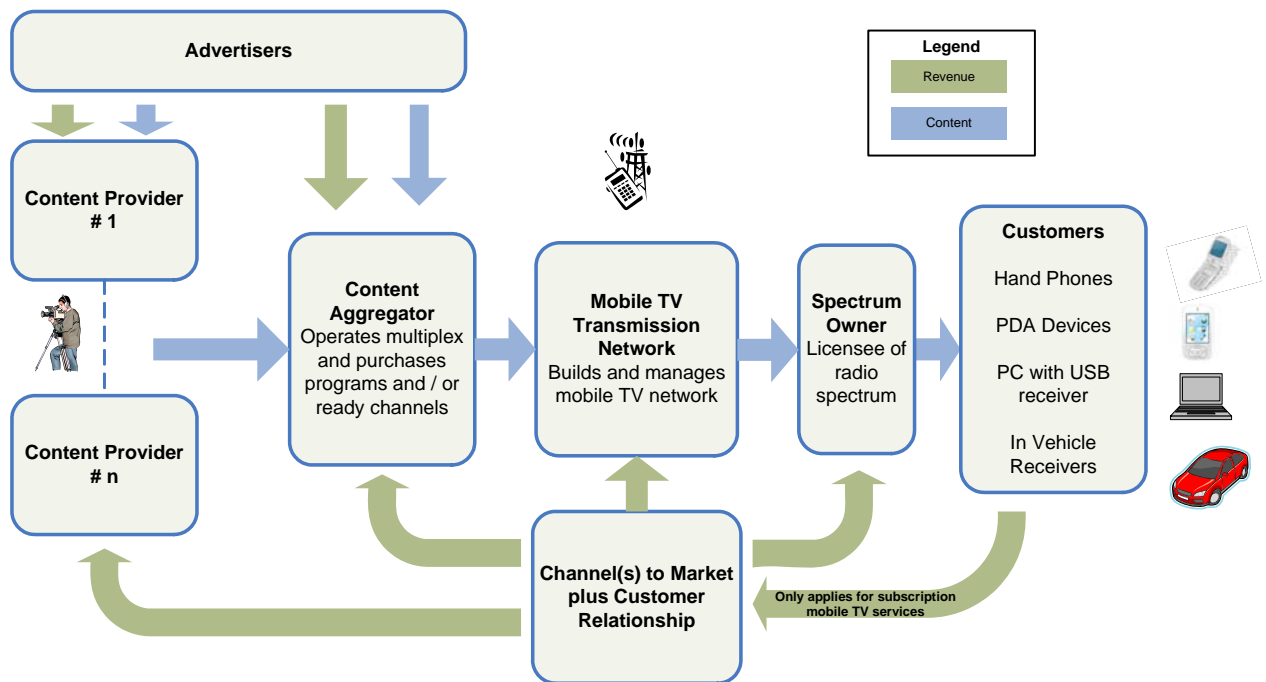 Advertisers
Legend
Revenue
Content
Content Provider
# 1
Content
Aggregator
Operates multiplex
and purchases
programs and / or
ready channels
Mobile TV
Transmission
Network
Builds and manages
mobile TV network
Spectrum
Owner
Licensee of
radio
spectrum
Customers
Hand Phones
PDA Devices
PC with USB
receiver
In Vehicle
Receivers
Content Provider
# n
Channel(s) to Market
plus Customer
Relationship
Only applies for subscription
mobile TV services